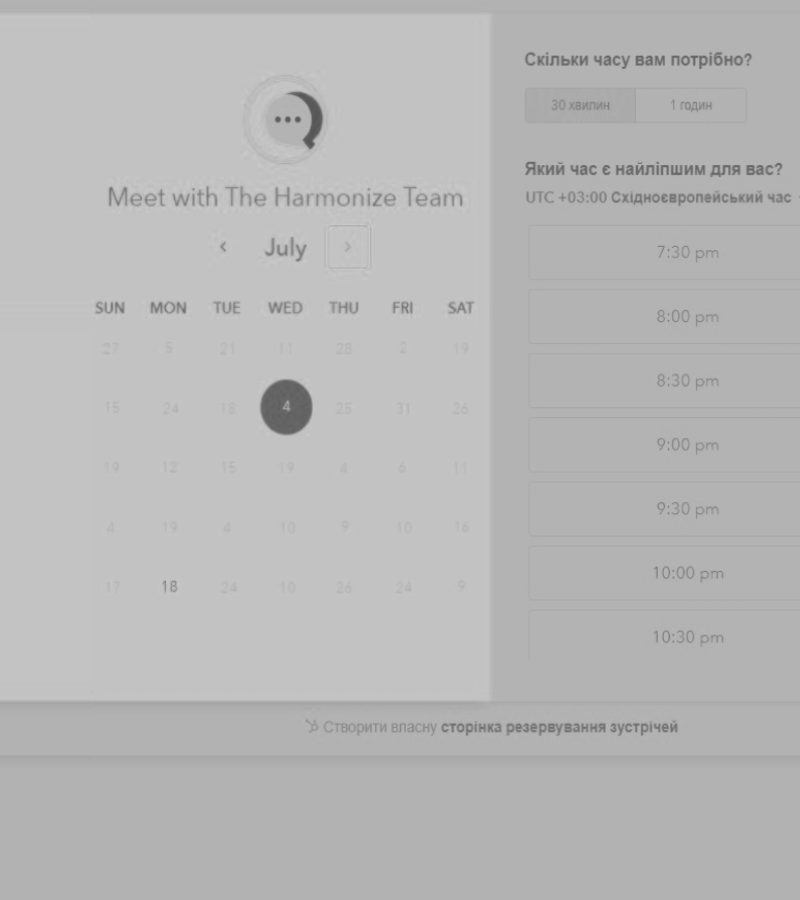 Meet with The Harmonize Team
July
SUN MON TUE WED THU FRI SAT
27 5 21 11 28 2 19
15 24 18 4 25 31 26
19 12 15 19 4 6 11
4 19 4 10 9 10 16
17 18 24 10 26 24 9
Скільки часу вам потрібно?
30 хвилин 1 годин
Який час є найліпшим для вас?
UTC +03:00 Східноєвропейський час
7:30 pm
8:00 pm
8:30 pm
9:00 pm
9:30 pm
10:00 pm
10:30 pm
Створити власну сторінка резервування зустрічей